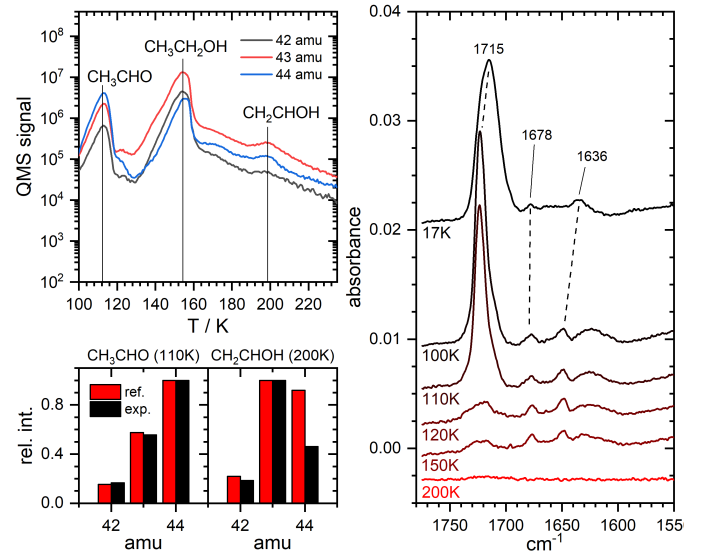 10⁸
10⁷
10⁶
10⁵
10⁴
10³
10²
QMS signal
CH₃CHO
CH₃CH₂OH
CH₂CHOH
42 amu
43 amu
44 amu
100 120 140 160 180 200 220
T / K
CH₃CHO (110K) CH₂CHOH (200K)
rel. int.
0.8
0.4
0.0
ref.
exp.
42 44 42 44
amu amu
0.04
0.03
0.02
0.01
0.00
absorbance
1715
1678
1636
17K
100K
110K
120K
150K
200K
1750 1700 1650 1600 1550
cm⁻¹